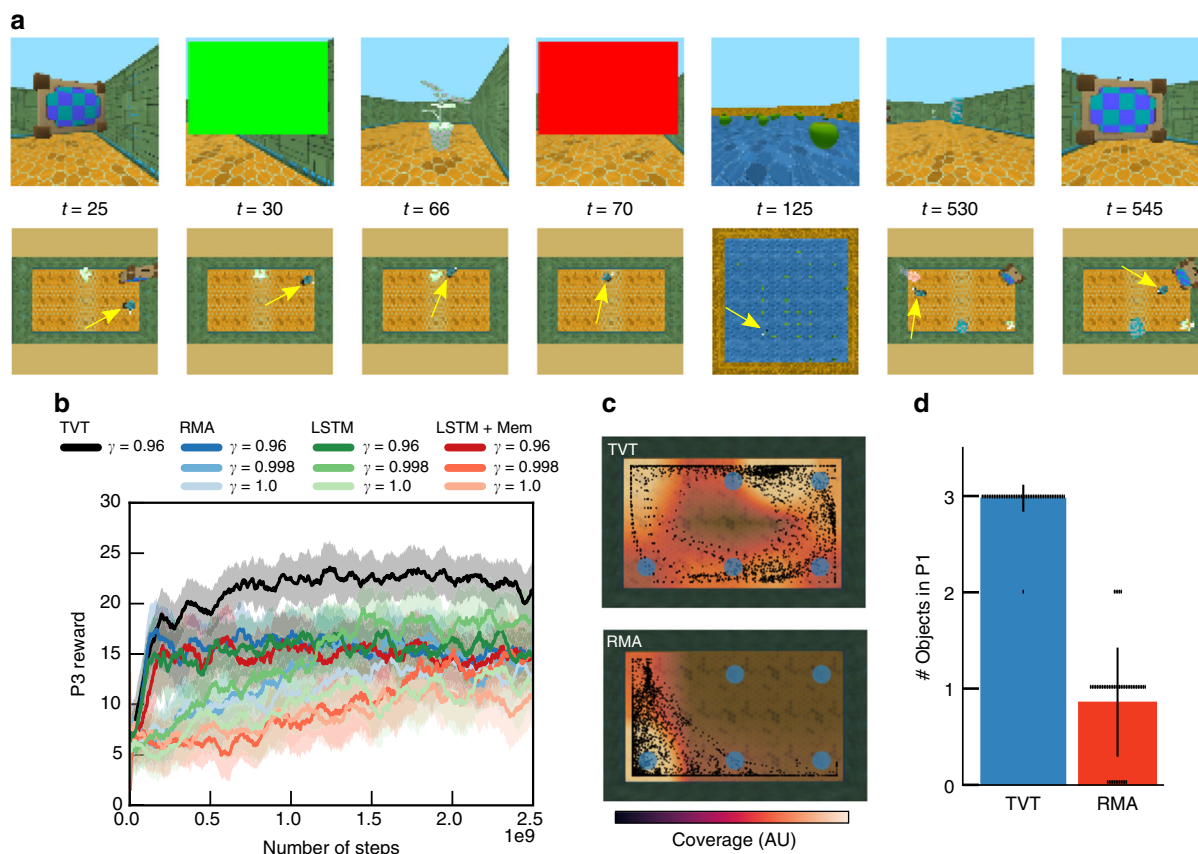 a
t = 25 t = 30 t = 66 t = 70 t = 125 t = 530 t = 545
b
TVT RMA LSTM LSTM + Mem
γ = 0.96 γ = 0.96 γ = 0.96 γ = 0.96
γ = 0.998 γ = 0.998 γ = 0.998
γ = 1.0 γ = 1.0 γ = 1.0
30
25
20
15
10
5
0
P3 reward
0.0 0.5 1.0 1.5 2.0 2.5
1e9
Number of steps
c
TVT
RMA
Coverage (AU)
d
3
2
1
0
# Objects in P1
TVT RMA